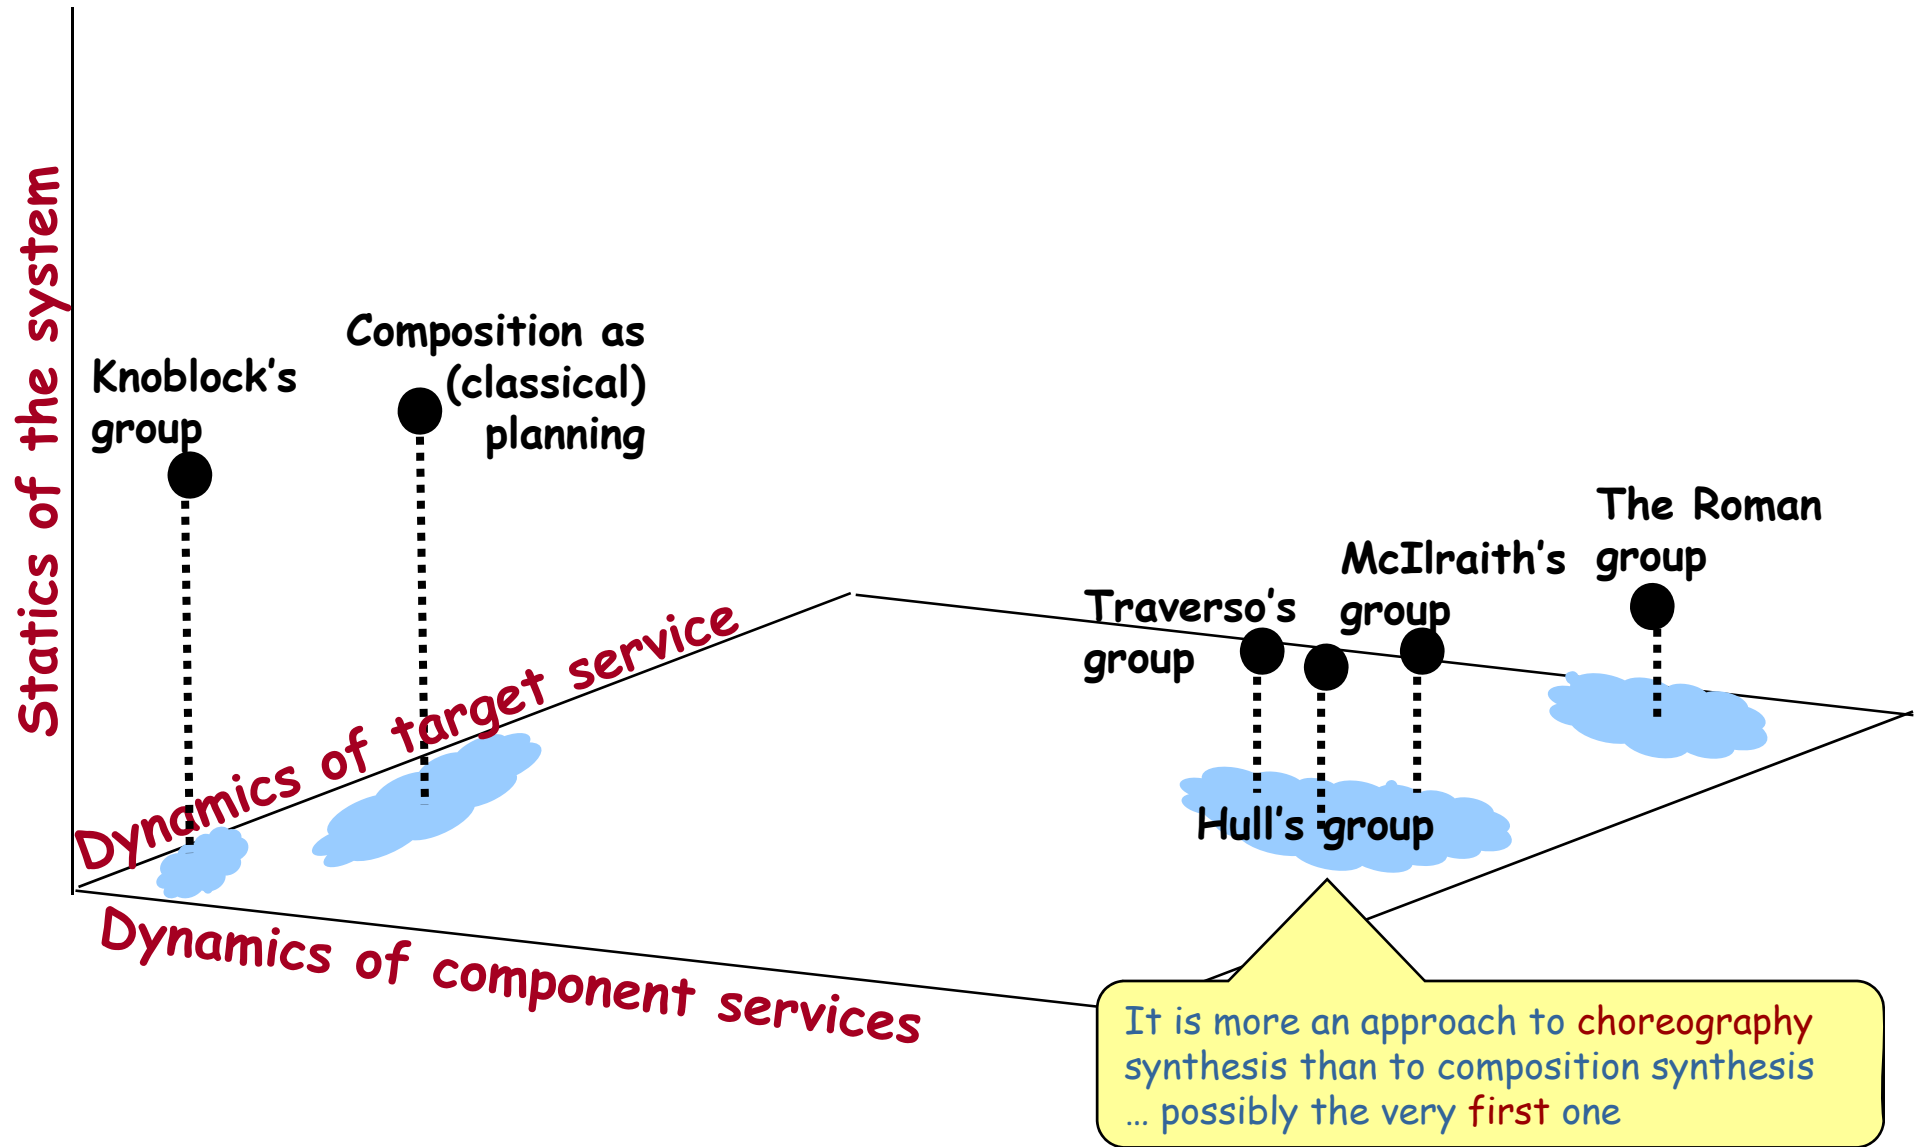 Statics of the system
Knoblock's
group
Composition as
(classical)
planning
Dynamics of target service
Dynamics of component services
Traverso's
group
McIlraith's
group
The Roman
group
Hull's group
It is more an approach to choreography
synthesis than to composition synthesis
... possibly the very first one